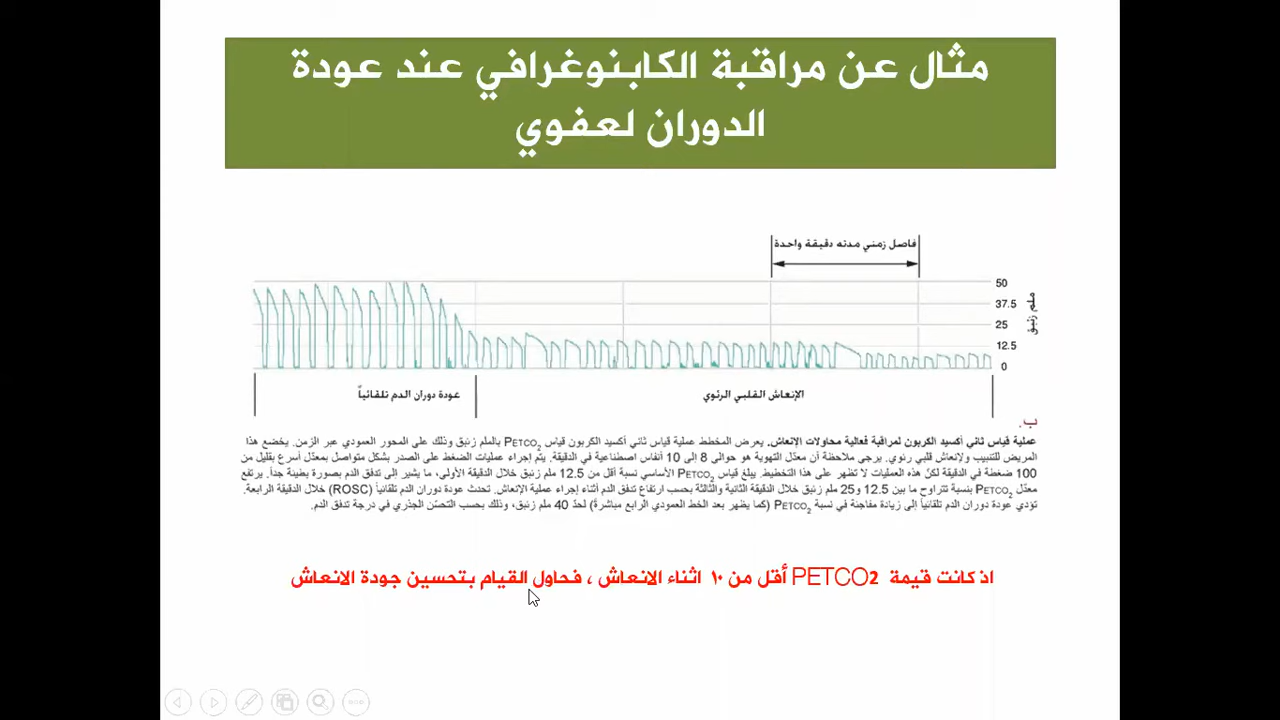 مثال عن مراقبة الكابنوغرافي عند عودة
الدوران لعفوي
فاصل زمني مدته دقيقة واحدة
50
37.5
25
12.5
0
ملم زئبق
الإنعاش القلبي الرئوي
عودة دوران الدم تلقائياً
ب.
عملية قياس ثاني أكسيد الكربون لمراقبة فعالية محاولات الإنعاش. يعرض المخطط عملية قياس ثاني أكسيد الكربون قياس PETCO2 بالملم زئبق وذلك على المحور العمودي عبر الزمن. يخضع هذا
المريض للتنبيب ولإنعاش قلبي رئوي. يرجى ملاحظة أن معدّل التهوية هو حوالى 8 إلى 10 أنفاس اصطناعية في الدقيقة. يتمّ إجراء عمليات الضغط على الصدر بشكل متواصل بمعدّل أسرع بقليل من
100 ضغطة في الدقيقة لكنّ هذه العمليات لا تظهر على هذا التخطيط. يبلغ قياس PETCO2 الأساسي نسبة أقل من 12.5 ملم زئبق خلال الدقيقة الأولى، ما يشير إلى تدفق الدم بصورة بطيئة جداً. يرتفع
معدّل PETCO2 بنسبة تتراوح ما بين 12.5 و25 ملم زئبق خلال الدقيقة الثانية والثالثة بحسب ارتفاع تدفق الدم أثناء إجراء عملية الإنعاش. تحدث عودة دوران الدم تلقائياً (ROSC) خلال الدقيقة الرابعة.
تؤدي عودة دوران الدم تلقائياً إلى زيادة مفاجئة في نسبة PETCO2 (كما يظهر بعد الخط العمودي الرابع مباشرة) لحدّ 40 ملم زئبق، وذلك بحسب التحسّن الجذري في درجة تدفق الدم.
اذ كانت قيمة PETCO2 أقل من ١٠ اثناء الانعاش ، فحاول القيام بتحسين جودة الانعاش